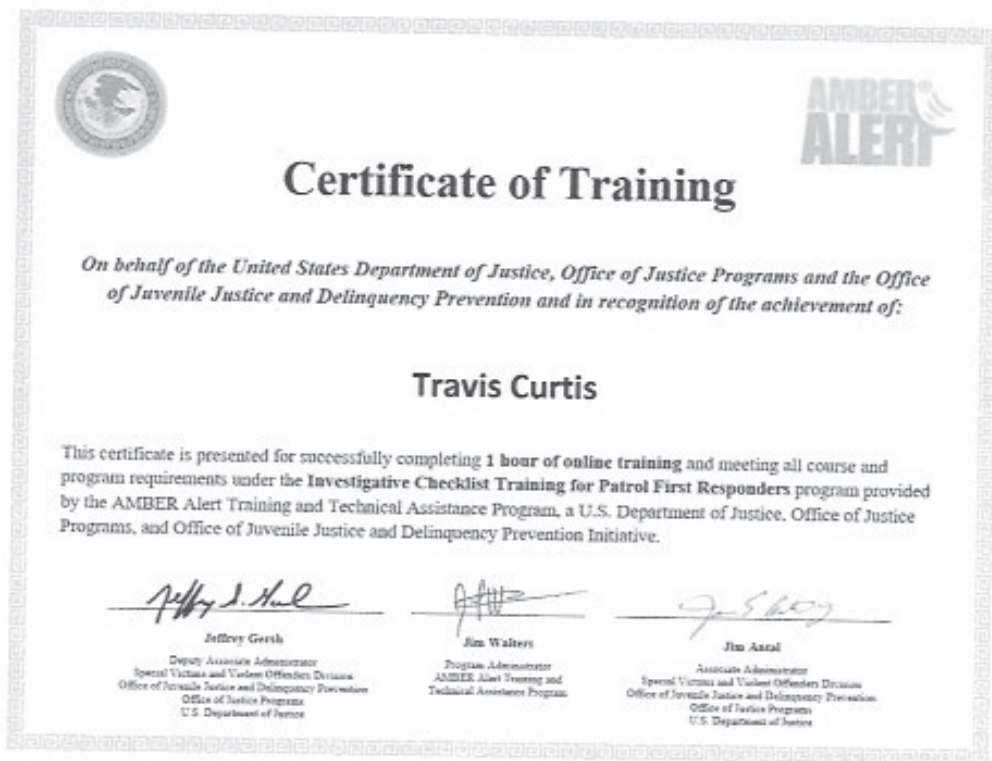 AMBER
ALERT
Certificate of Training
On behalf of the United States Department of Justice, Office of Justice Programs and the Office
of Juvenile Justice and Delinquency Prevention and in recognition of the achievement of:
Travis Curtis
This certificate is presented for successfully completing 1 hour of online training and meeting all course and
program requirements under the Investigative Checklist Training for Patrol First Responders program provided
by the AMBER Alert Training and Technical Assistance Program, a U.S. Department of Justice, Office of Justice
Programs, and Office of Juvenile Justice and Delinquency Prevention Initiative.
Jeffrey Gersh
Deputy Associate Administrator
Special Victims and Violent Offenders Division
Office of Juvenile Justice and Delinquency Prevention
Office of Justice Programs
U.S. Department of Justice
Jim Walters
Program Administrator
AMBER Alert Training and
Technical Assistance Program
Jim Antal
Associate Administrator
Special Victims and Violent Offenders Division
Office of Juvenile Justice and Delinquency Prevention
Office of Justice Programs
U.S. Department of Justice